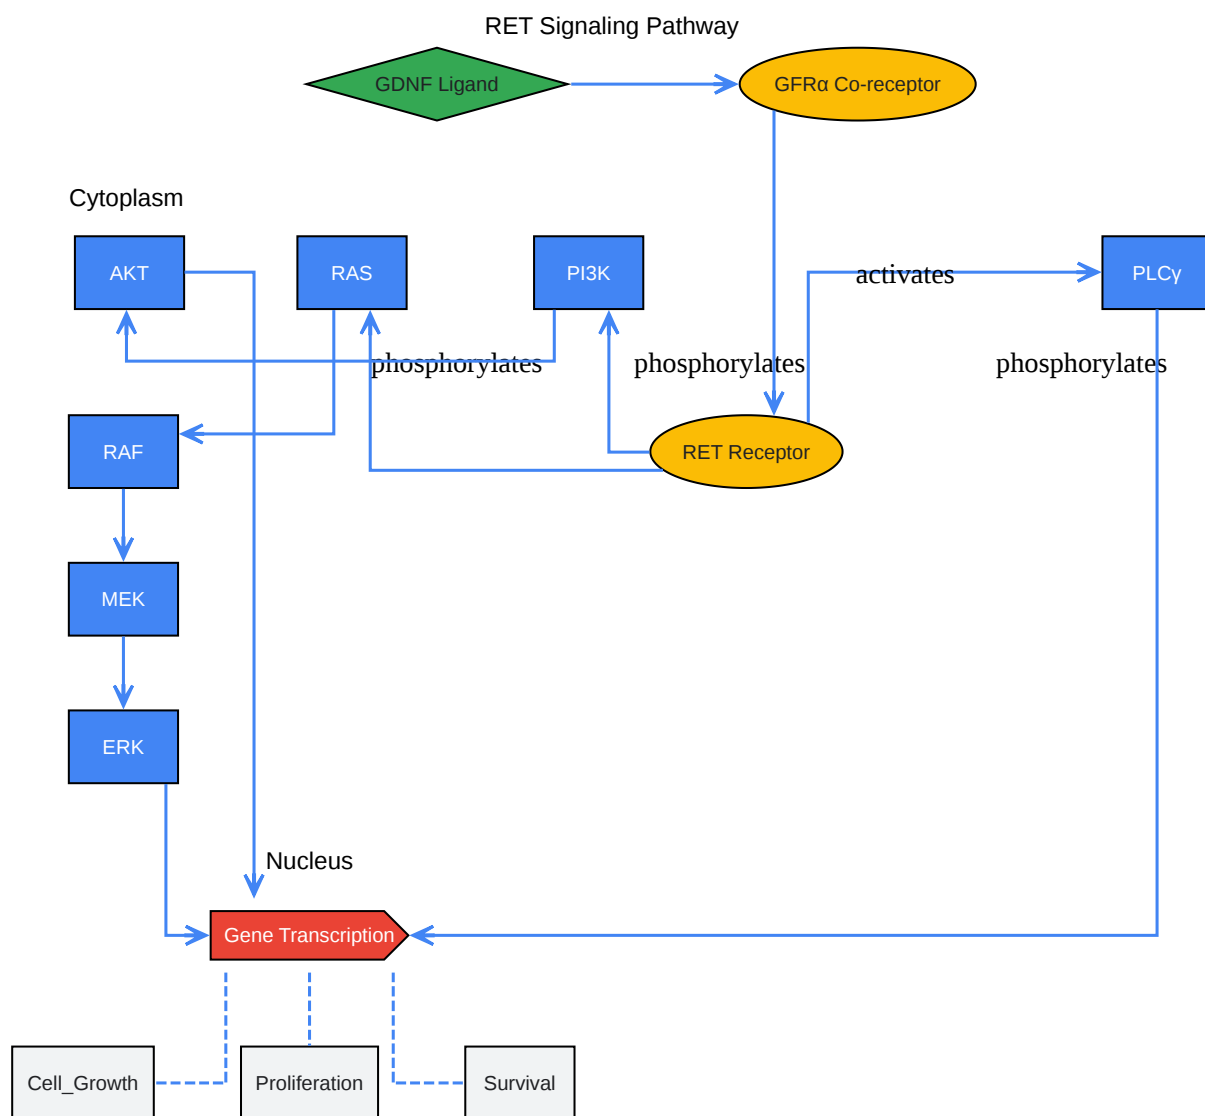 RET Signaling Pathway
GDNF Ligand
GFRα Co-receptor
Cytoplasm
AKT
RAS
PI3K
activates
PLCγ
phosphorylates
phosphorylates
phosphorylates
RAF
RET Receptor
MEK
ERK
Nucleus
Gene Transcription
Cell_Growth
Proliferation
Survival